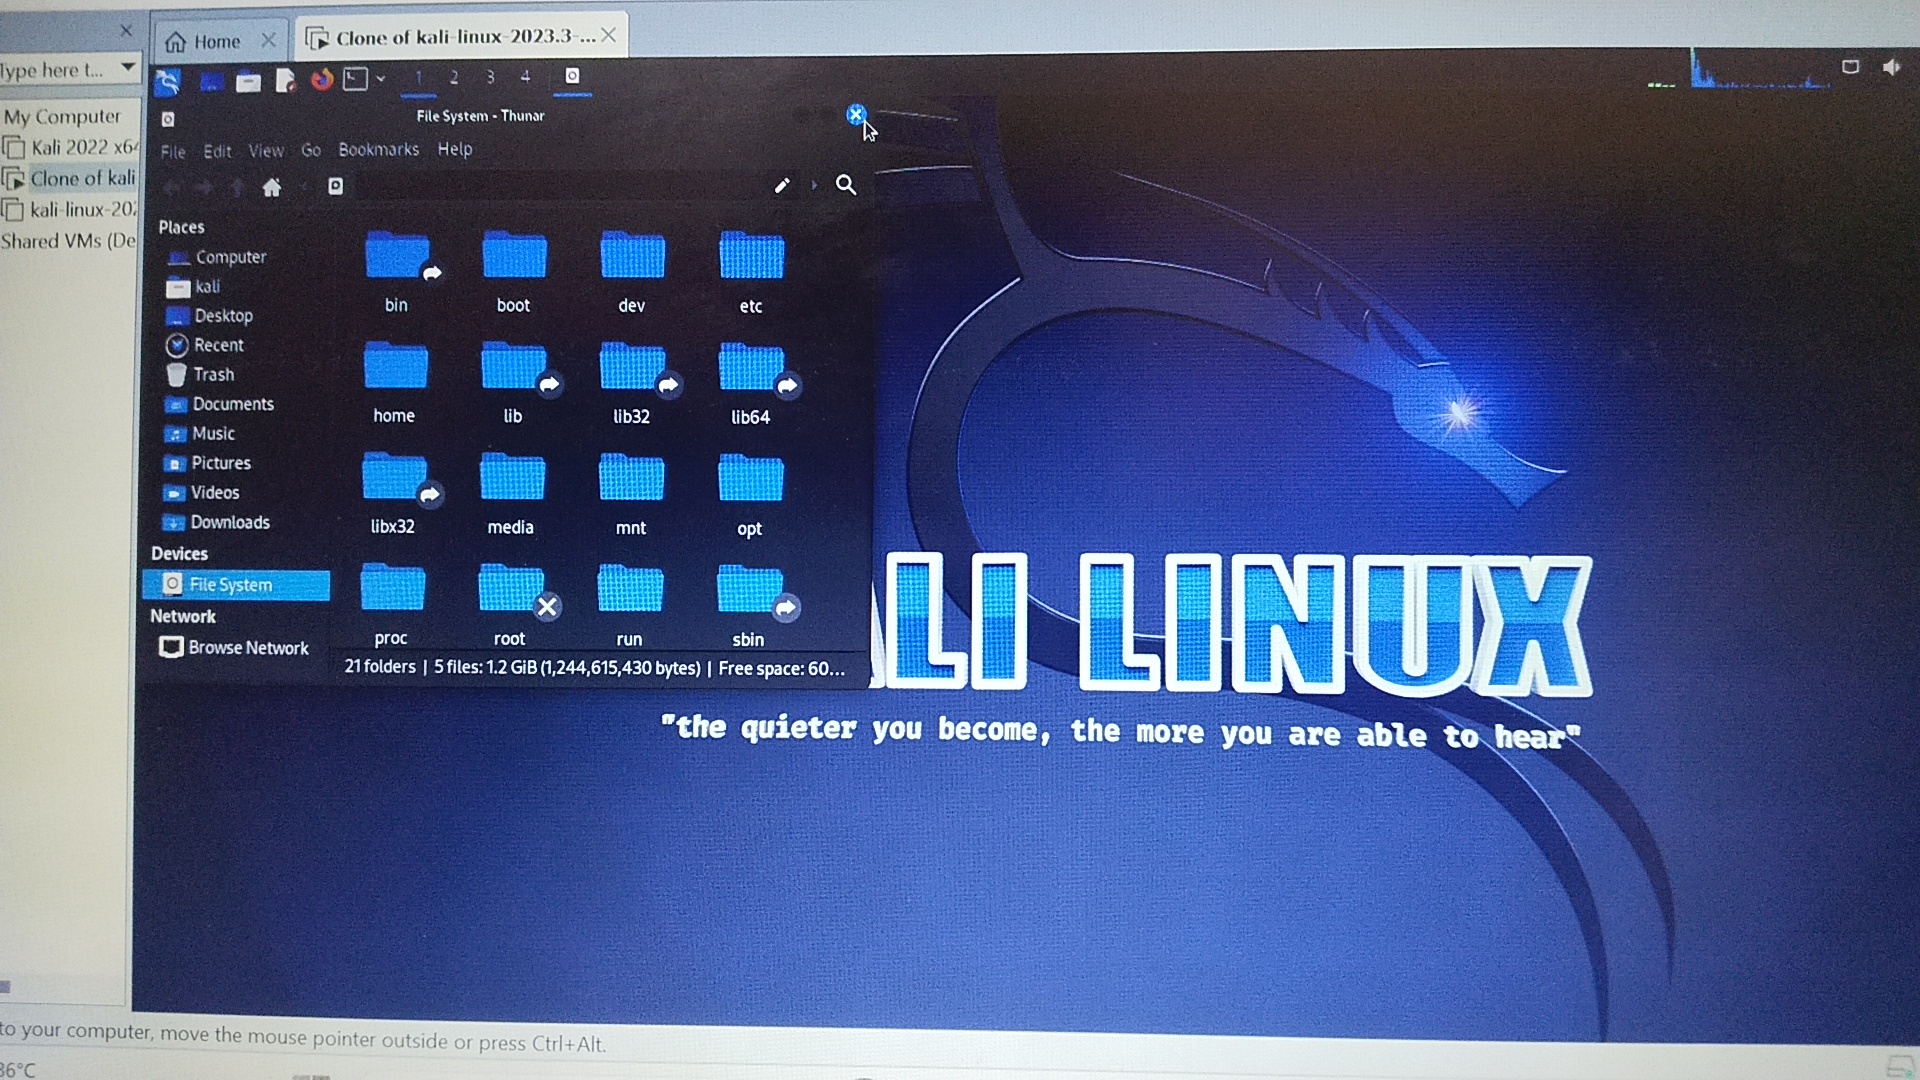 Home
Clone of kali-linux-2023.3-...
Type here t...
My Computer
Kali 2022 x64
Clone of kali
kali-linux-202
Shared VMs (De
1 2 3 4
File System - Thunar
File Edit View Go Bookmarks Help
Places
Computer
kali
Desktop
Recent
Trash
Documents
Music
Pictures
Videos
Downloads
Devices
File System
Network
Browse Network
bin boot dev etc
home lib lib32 lib64
libx32 media mnt opt
proc root run sbin
21 folders | 5 files: 1.2 GiB (1,244,615,430 bytes) | Free space: 60...
ALI LINUX
"the quieter you become, the more you are able to hear"
to your computer, move the mouse pointer outside or press Ctrl+Alt.
36°C